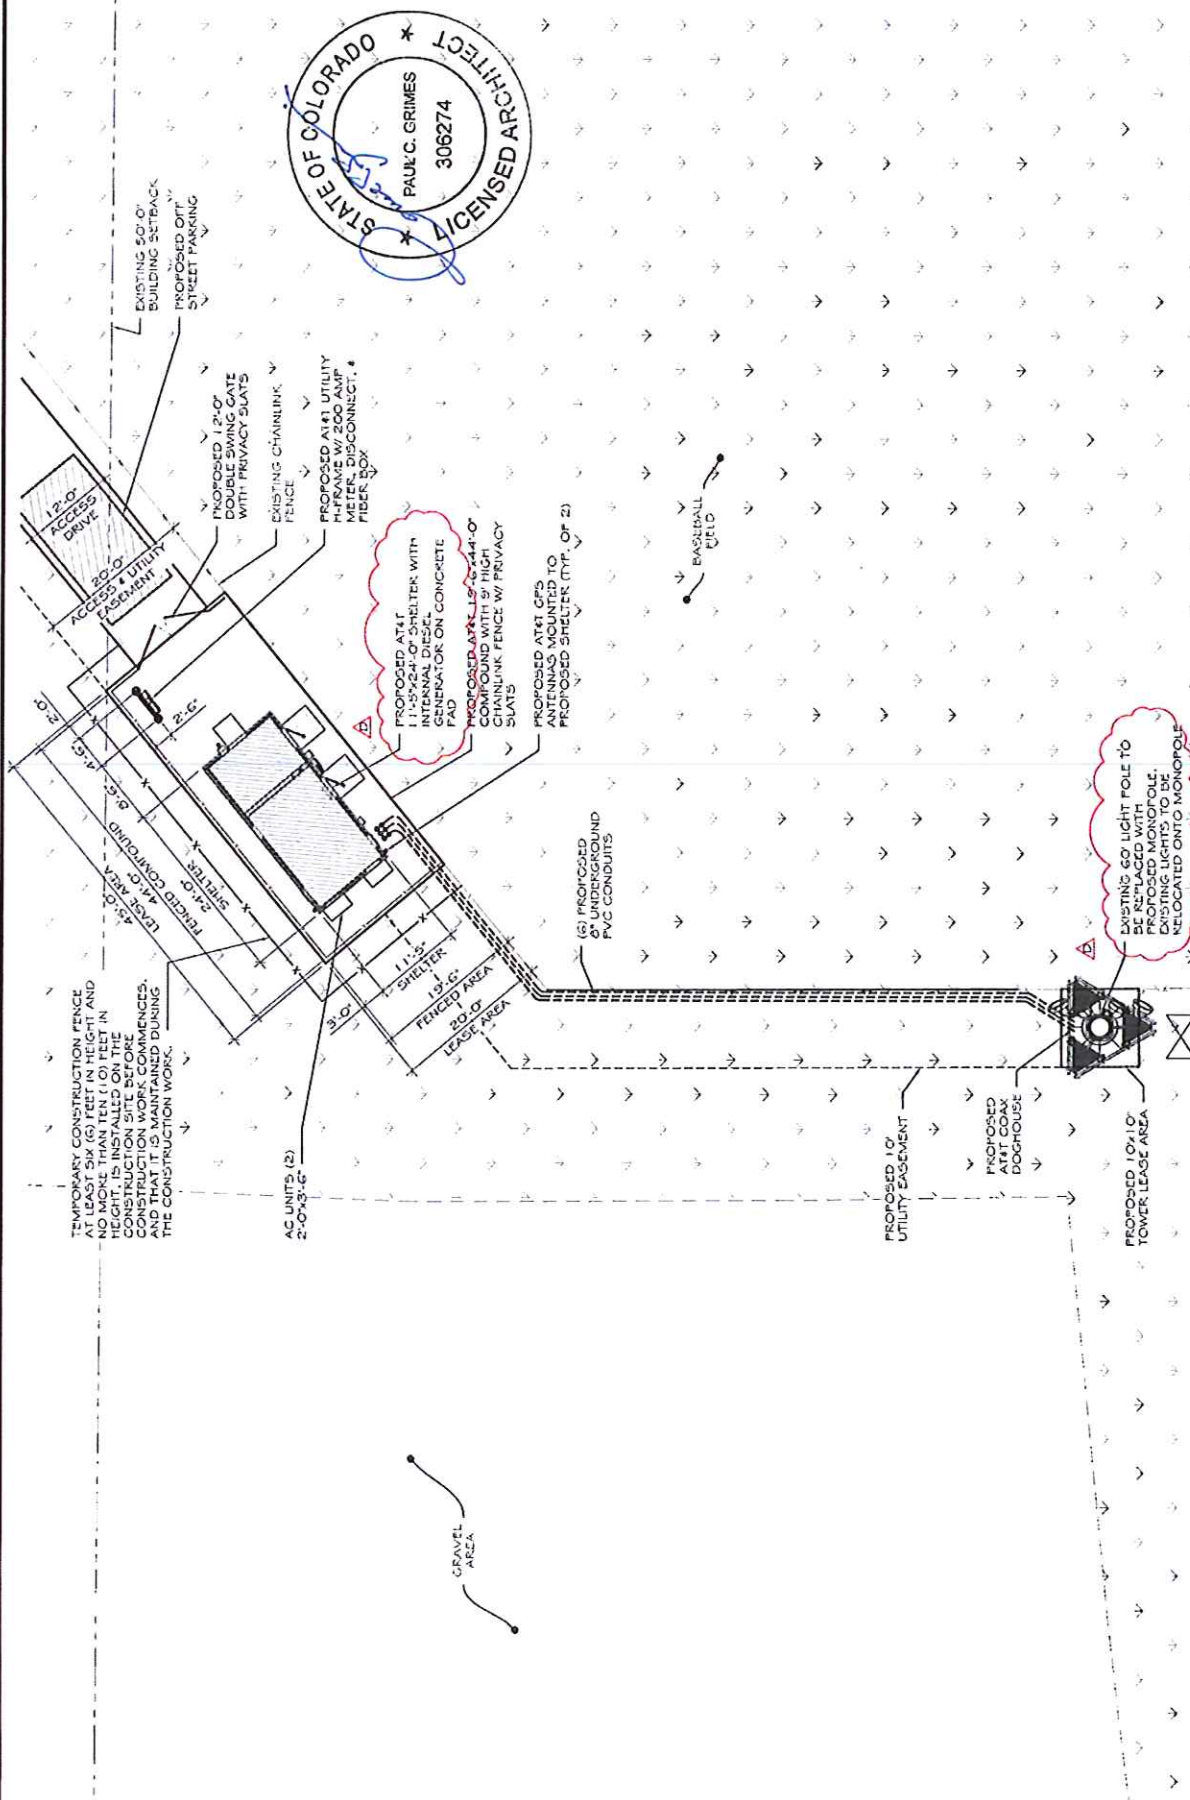 STATE OF COLORADO
LICENSED ARCHITECT
PAUL C. GRIMES
306274
EXISTING 50'-0"
BUILDING SETBACK
PROPOSED OFF
STREET PARKING
PROPOSED 12'-0"
DOUBLE SWING GATE
WITH PRIVACY SLATS
EXISTING CHAINLINK
FENCE
PROPOSED AT&T UTILITY
H-FRAME W/ 200 AMP
METER, DISCONNECT, &
FIBER BOX
D
PROPOSED AT&T
11'-5"x24'-0" SHELTER WITH
INTERNAL DIESEL
GENERATOR ON CONCRETE
PAD
PROPOSED AT&T 19'-6"x44'-0"
COMPOUND WITH 9' HIGH
CHAINLINK FENCE W/ PRIVACY
SLATS
PROPOSED AT&T GPS
ANTENNAS MOUNTED TO
PROPOSED SHELTER (TYP. OF 2)
BASEBALL
FIELD
12'-0"
ACCESS
DRIVE
20'-0"
ACCESS & UTILITY
EASEMENT
2'-0"
4'-6"
2'-6"
8'-6"
24'-0"
SHELTER
44'-0"
FENCED COMPOUND
45'-0"
LEASE AREA
3'-0"
11'-5"
SHELTER
19'-6"
FENCED AREA
20'-0"
LEASE AREA
TEMPORARY CONSTRUCTION FENCE
AT LEAST SIX (6) FEET IN HEIGHT AND
NO MORE THAN TEN (10) FEET IN
HEIGHT, IS INSTALLED ON THE
CONSTRUCTION SITE BEFORE
CONSTRUCTION WORK COMMENCES,
AND THAT IT IS MAINTAINED DURING
THE CONSTRUCTION WORK.
AC UNITS (2)
2'-0"x3'-6"
(6) PROPOSED
8" UNDERGROUND
PVC CONDUITS
D
EXISTING 60' LIGHT POLE TO
BE REPLACED WITH
PROPOSED MONOPOLE.
EXISTING LIGHTS TO BE
RELOCATED ONTO MONOPOLE
PROPOSED 10'
UTILITY EASEMENT
PROPOSED
AT&T COAX
DOGHOUSE
PROPOSED 10'x10'
TOWER LEASE AREA
GRAVEL
AREA